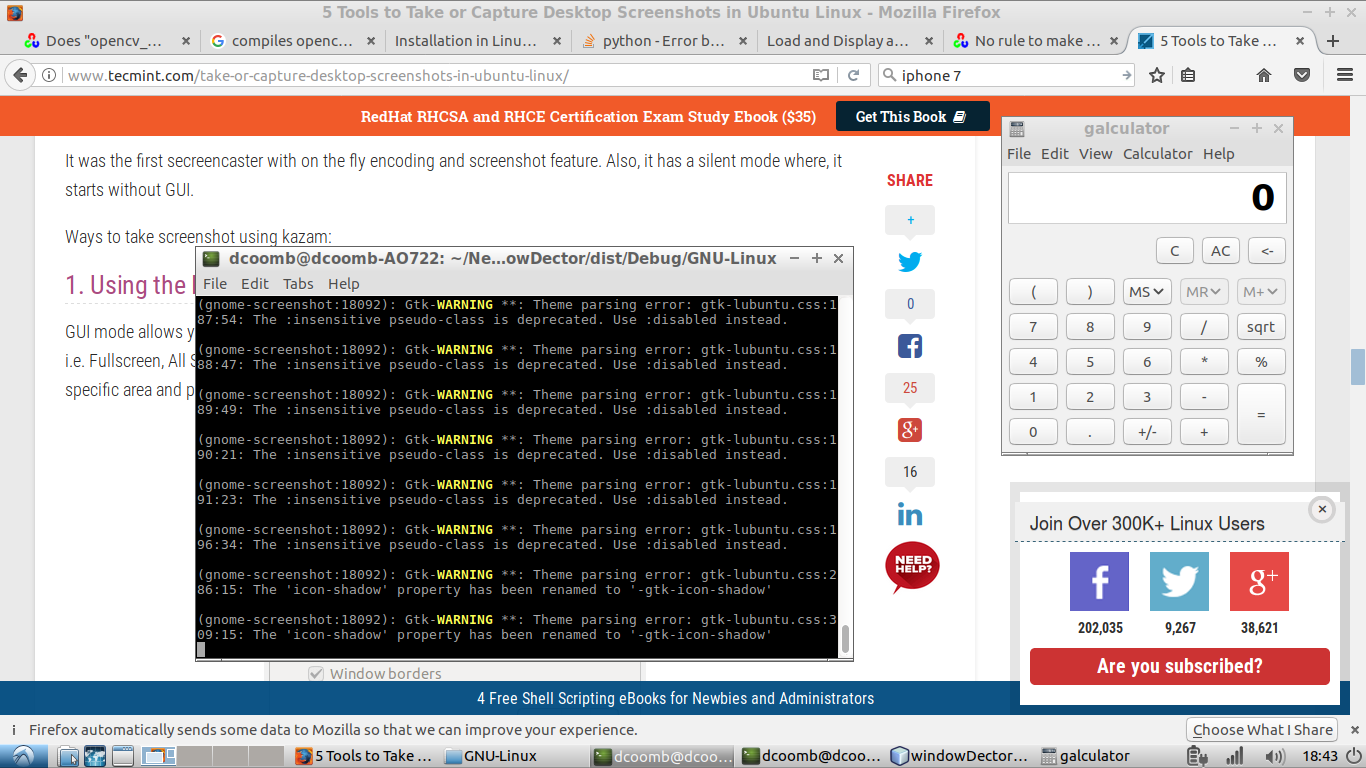 5 Tools to Take or Capture Desktop Screenshots in Ubuntu Linux - Mozilla Firefox
Does "opencv_... × compiles openc... × Installation in Linu... × python - Error b... × Load and Display a... × No rule to make ... × 5 Tools to Take ... ×
www.tecmint.com/take-or-capture-desktop-screenshots-in-ubuntu-linux/
iphone 7
RedHat RHCSA and RHCE Certification Exam Study Ebook ($35)
Get This Book
It was the first secreencaster with on the fly encoding and screenshot feature. Also, it has a silent mode where, it
starts without GUI.
Ways to take screenshot using kazam:
1. Using the
GUI mode allows y
i.e. Fullscreen, All S
specific area and p
SHARE
+
0
25
g+
16
in
NEED
HELP?
dcoomb@dcoomb-AO722: ~/Ne...owDector/dist/Debug/GNU-Linux
File Edit Tabs Help
(gnome-screenshot:18092): Gtk-WARNING **: Theme parsing error: gtk-lubuntu.css:1
87:54: The :insensitive pseudo-class is deprecated. Use :disabled instead.
(gnome-screenshot:18092): Gtk-WARNING **: Theme parsing error: gtk-lubuntu.css:1
88:47: The :insensitive pseudo-class is deprecated. Use :disabled instead.
(gnome-screenshot:18092): Gtk-WARNING **: Theme parsing error: gtk-lubuntu.css:1
89:49: The :insensitive pseudo-class is deprecated. Use :disabled instead.
(gnome-screenshot:18092): Gtk-WARNING **: Theme parsing error: gtk-lubuntu.css:1
90:21: The :insensitive pseudo-class is deprecated. Use :disabled instead.
(gnome-screenshot:18092): Gtk-WARNING **: Theme parsing error: gtk-lubuntu.css:1
91:23: The :insensitive pseudo-class is deprecated. Use :disabled instead.
(gnome-screenshot:18092): Gtk-WARNING **: Theme parsing error: gtk-lubuntu.css:1
96:34: The :insensitive pseudo-class is deprecated. Use :disabled instead.
(gnome-screenshot:18092): Gtk-WARNING **: Theme parsing error: gtk-lubuntu.css:2
86:15: The 'icon-shadow' property has been renamed to '-gtk-icon-shadow'
(gnome-screenshot:18092): Gtk-WARNING **: Theme parsing error: gtk-lubuntu.css:3
09:15: The 'icon-shadow' property has been renamed to '-gtk-icon-shadow'
Window borders
galculator
File Edit View Calculator Help
0
C AC <-
( ) MS MR M+
7 8 9 / sqrt
4 5 6 * %
1 2 3 - =
0 . +/- +
Join Over 300K+ Linux Users
f g+
202,035 9,267 38,621
Are you subscribed?
4 Free Shell Scripting eBooks for Newbies and Administrators
Firefox automatically sends some data to Mozilla so that we can improve your experience.
Choose What I Share
5 Tools to Take ... GNU-Linux dcoomb@dcoo... dcoomb@dcoo... windowDector... galculator 18:43